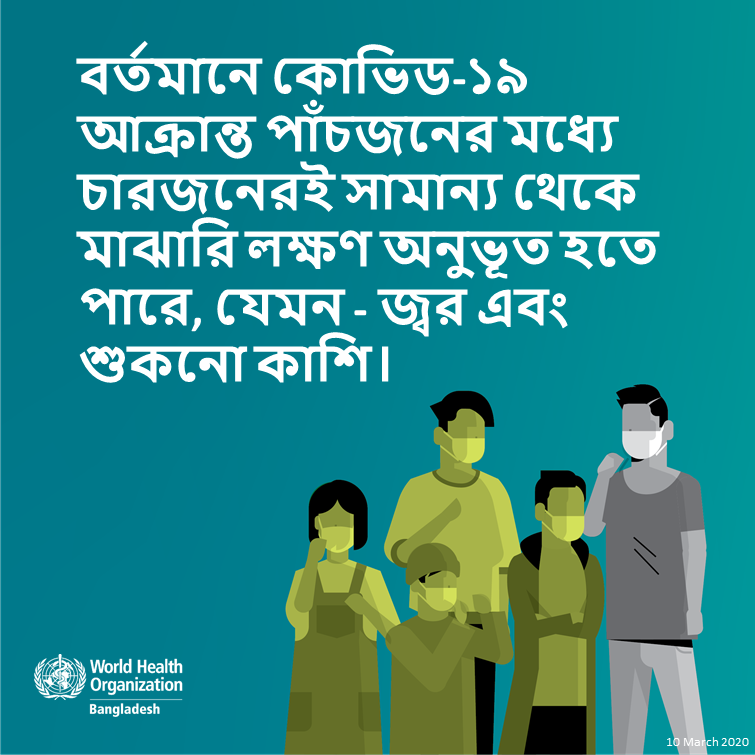 বর্তমানে কোভিড-১৯
আক্রান্ত পাঁচজনের মধ্যে
চারজনেরই সামান্য থেকে
মাঝারি লক্ষণ অনুভূত হতে
পারে, যেমন - জ্বর এবং
শুকনো কাশি।
World Health
Organization
Bangladesh
10 March 2020